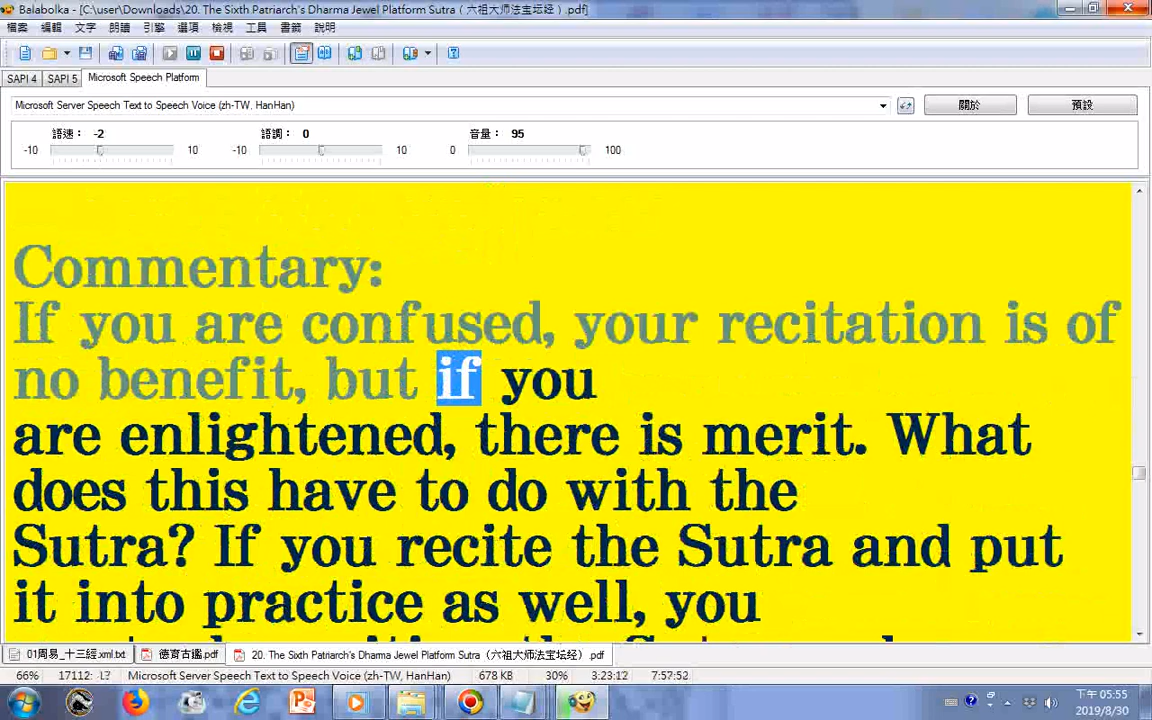 Balabolka - [C:\user\Downloads\20. The Sixth Patriarch's Dharma Jewel Platform Sutra（六祖大师法宝坛经）.pdf]
檔案 編輯 文字 朗讀 引擎 選項 檢視 工具 書籤 說明
SAPI 4 SAPI 5 Microsoft Speech Platform
Microsoft Server Speech Text to Speech Voice (zh-TW, HanHan) 關於 預設
語速： -2 語調： 0 音量： 95
-10 10 -10 10 0 100
Commentary:
If you are confused, your recitation is of
no benefit, but if you
are enlightened, there is merit. What
does this have to do with the
Sutra? If you recite the Sutra and put
it into practice as well, you
01周易_十三經.xml.txt 德育古鑑.pdf 20. The Sixth Patriarch's Dharma Jewel Platform Sutra（六祖大师法宝坛经）.pdf
66% 17112: Microsoft Server Speech Text to Speech Voice (zh-TW, HanHan) 678 KB 30% 3:23:12 7:57:52
下午 05:55
2019/8/30